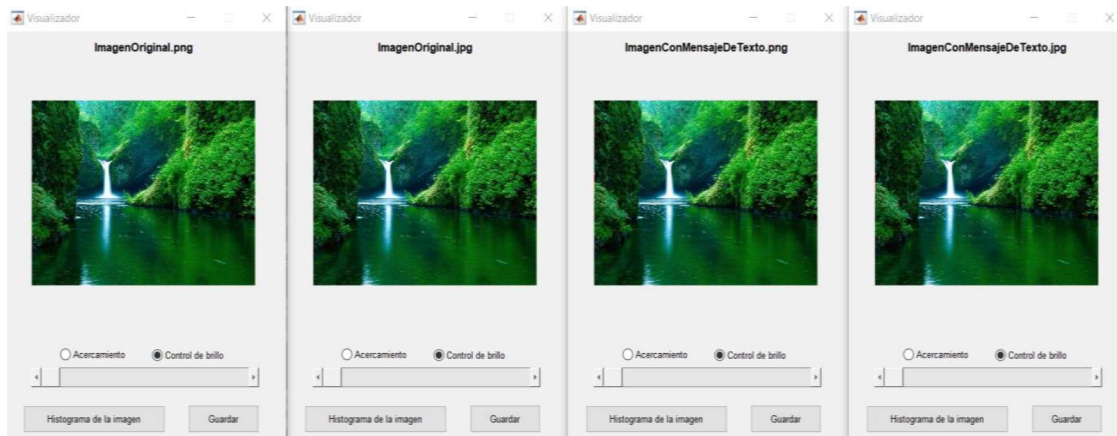 Visualizador
ImagenOriginal.png
Acercamiento
Control de brillo
Histograma de la imagen
Guardar
Visualizador
ImagenOriginal.jpg
Acercamiento
Control de brillo
Histograma de la imagen
Guardar
Visualizador
ImagenConMensajeDeTexto.png
Acercamiento
Control de brillo
Histograma de la imagen
Guardar
Visualizador
ImagenConMensajeDeTexto.jpg
Acercamiento
Control de brillo
Histograma de la imagen
Guardar